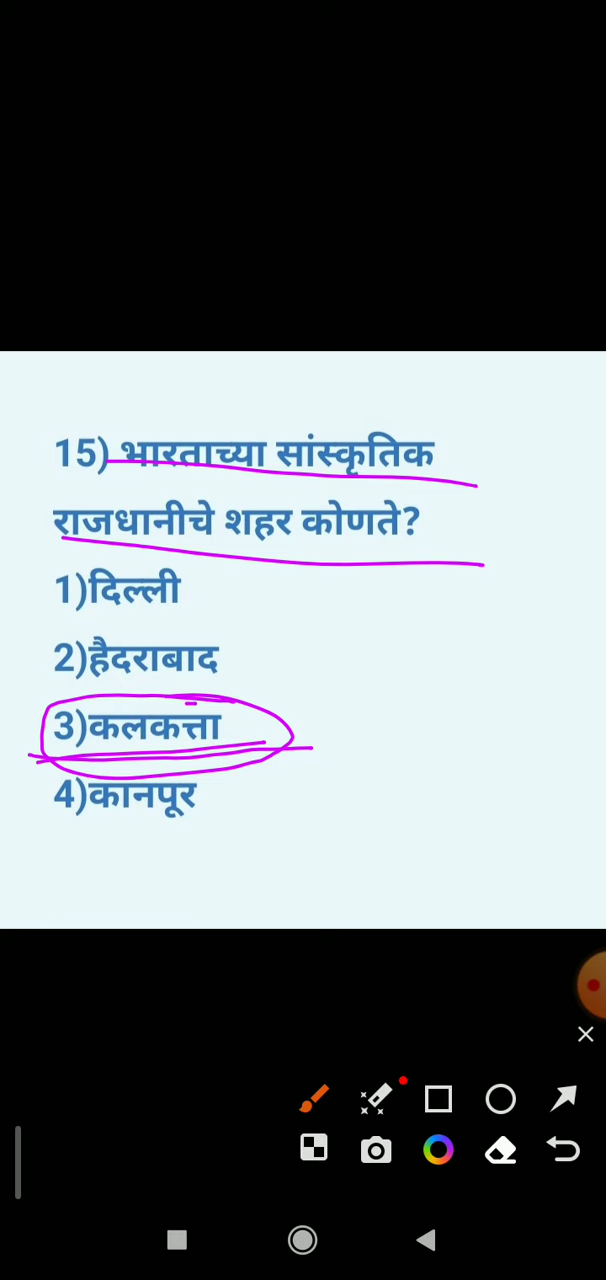 15) भारताच्या सांस्कृतिक
राजधानीचे शहर कोणते?
1)दिल्ली
2)हैदराबाद
3)कलकत्ता
4)कानपूर